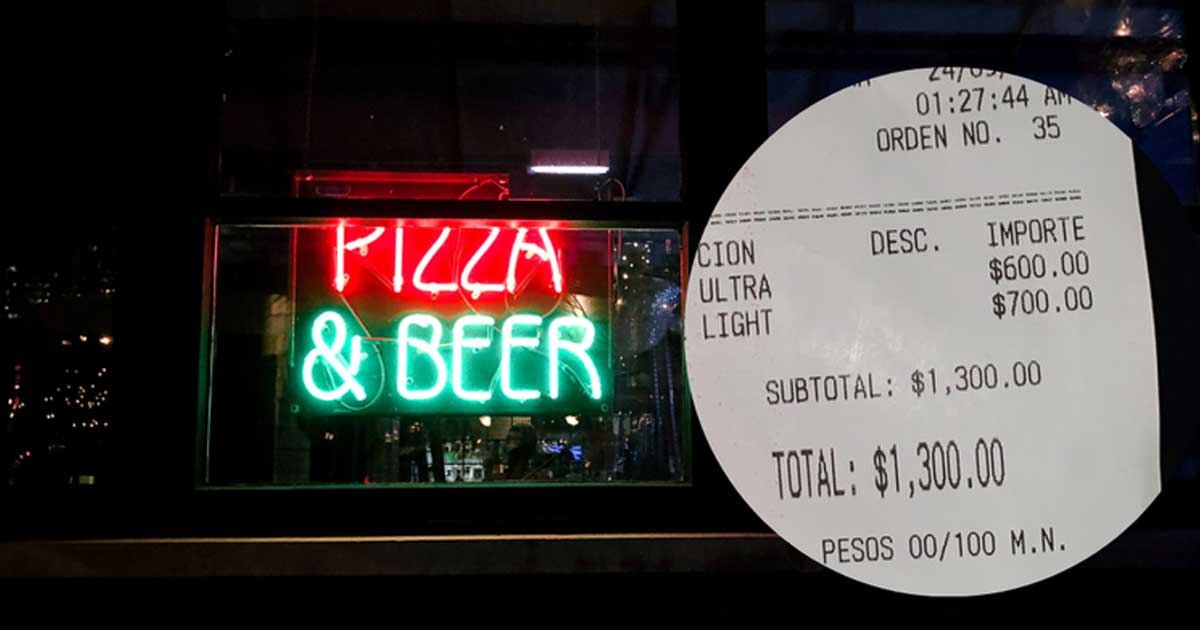 PIZZA
& BEER
01:27:44 AM
ORDEN NO. 35
CION DESC. IMPORTE
ULTRA $600.00
LIGHT $700.00
SUBTOTAL: $1,300.00
TOTAL: $1,300.00
PESOS 00/100 M.N.